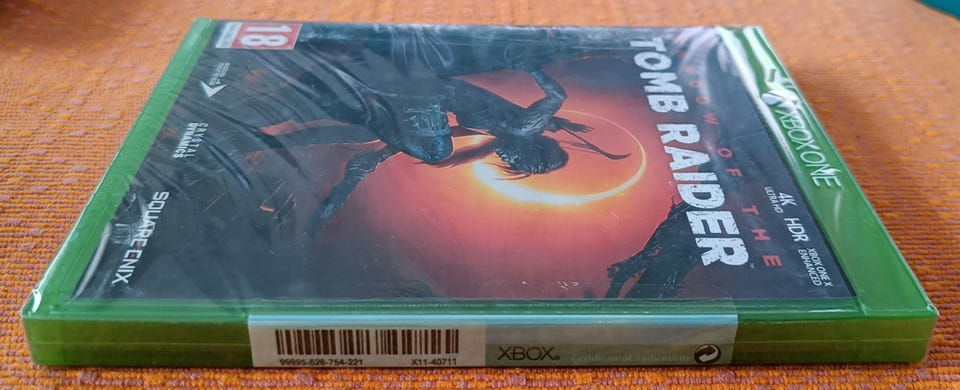 XBOX ONE
4K
ULTRA HD
HDR
XBOX ONE X
ENHANCED
SHADOW OF THE
TOMB RAIDER
18
CRYSTAL
DYNAMICS
SQUARE ENIX
99995-626-754-221
X11-40711
XBOX
Certificate of Authenticity